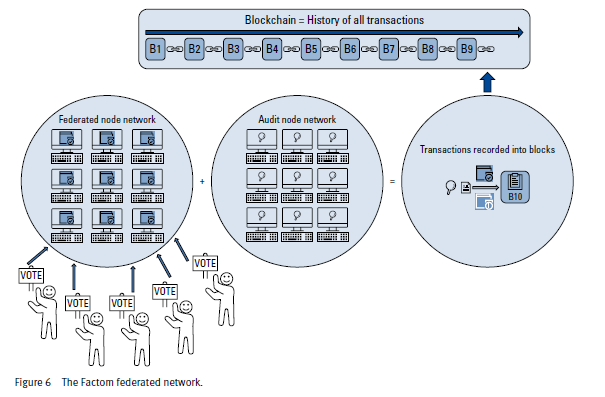 Blockchain = History of all transactions
B1 B2 B3 B4 B5 B6 B7 B8 B9
Federated node network
Audit node network
Transactions recorded into blocks
+
=
B10
VOTE
VOTE
VOTE
VOTE
VOTE
Figure 6 The Factom federated network.